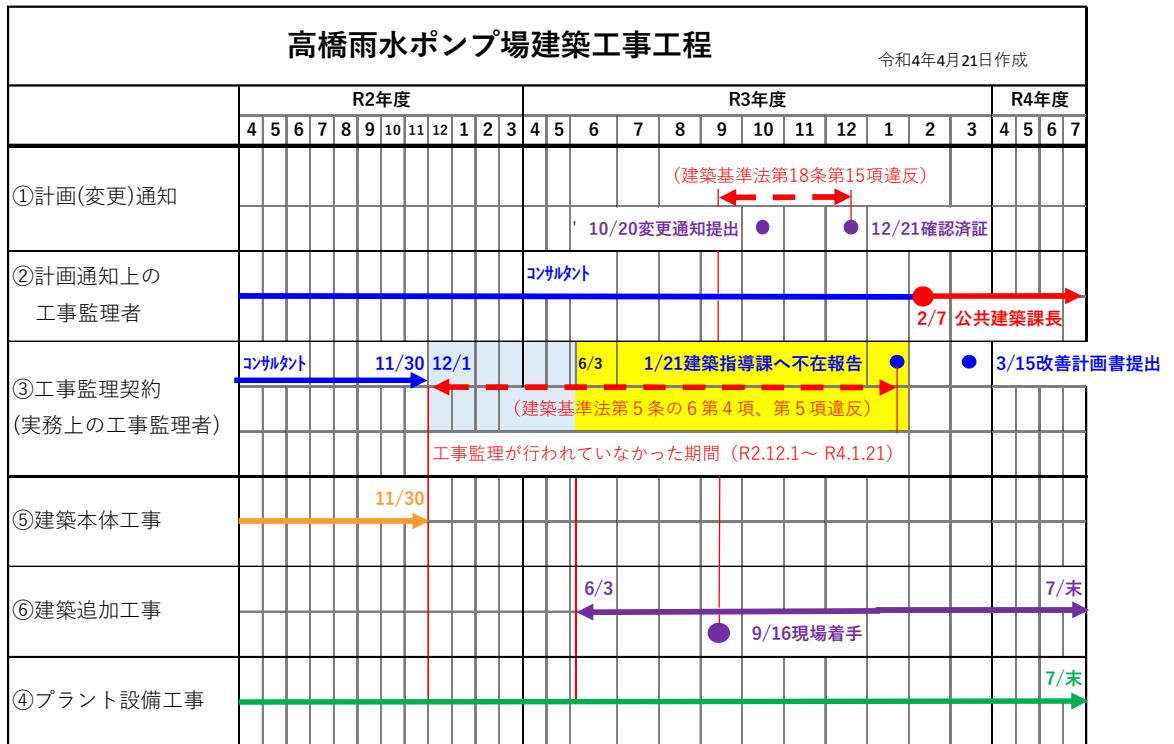 高橋雨水ポンプ場建築工事工程
令和4年4月21日作成
R2年度 R3年度 R4年度
4 5 6 7 8 9 10 11 12 1 2 3 4 5 6 7 8 9 10 11 12 1 2 3 4 5 6 7
①計画(変更)通知
(建築基準法第18条第15項違反)
' 10/20変更通知提出 12/21確認済証
②計画通知上の
工事監理者
コンサルタント
2/7 公共建築課長
③工事監理契約
(実務上の工事監理者)
コンサルタント 11/30 12/1 6/3 1/21建築指導課へ不在報告 3/15改善計画書提出
(建築基準法第５条の６第４項、第５項違反)
工事監理が行われていなかった期間（R2.12.1～ R4.1.21）
⑤建築本体工事
11/30
⑥建築追加工事
6/3 7/末
9/16現場着手
④プラント設備工事
7/末